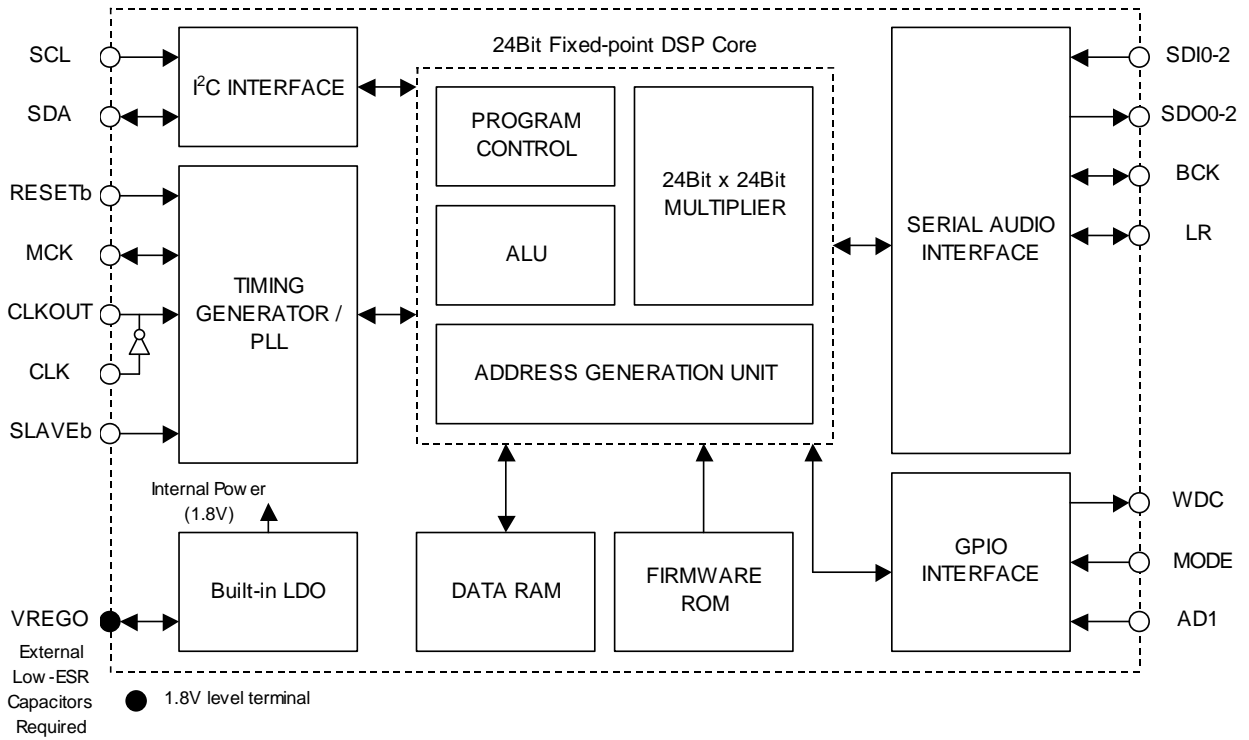 SCL
SDA
RESETb
MCK
CLKOUT
CLK
SLAVEb
VREGO
External
Low-ESR
Capacitors
Required
I²C INTERFACE
TIMING
GENERATOR /
PLL
Internal Power
(1.8V)
Built-in LDO
1.8V level terminal
24Bit Fixed-point DSP Core
PROGRAM
CONTROL
ALU
24Bit x 24Bit
MULTIPLIER
ADDRESS GENERATION UNIT
DATA RAM
FIRMWARE
ROM
SERIAL AUDIO
INTERFACE
GPIO
INTERFACE
SDI0-2
SDO0-2
BCK
LR
WDC
MODE
AD1